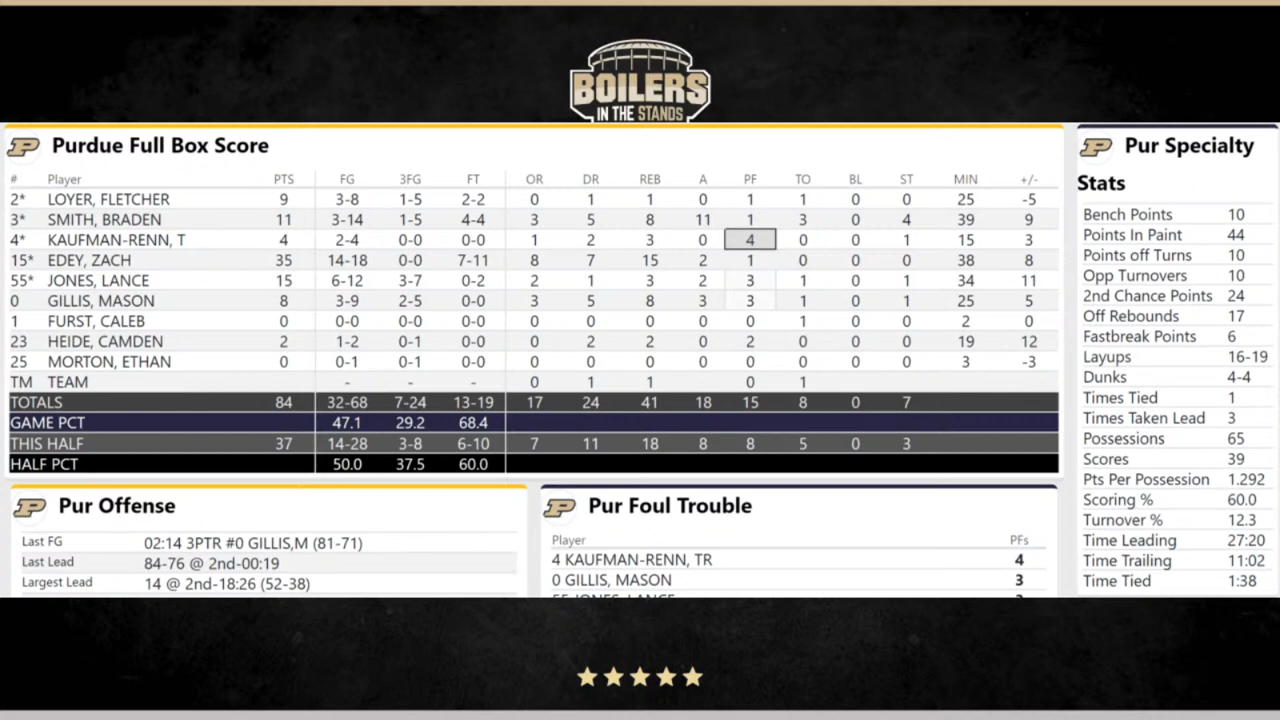 BOILERS
IN THE STANDS
P Purdue Full Box Score
# Player PTS FG 3FG FT OR DR REB A PF TO BL ST MIN +/-
2* LOYER, FLETCHER 9 3-8 1-5 2-2 0 1 1 0 1 1 0 0 25 -5
3* SMITH, BRADEN 11 3-14 1-5 4-4 3 5 8 11 1 3 0 4 39 9
4* KAUFMAN-RENN, T 4 2-4 0-0 0-0 1 2 3 0 4 0 0 1 15 3
15* EDEY, ZACH 35 14-18 0-0 7-11 8 7 15 2 1 0 0 0 38 8
55* JONES, LANCE 15 6-12 3-7 0-2 2 1 3 2 3 1 0 1 34 11
0 GILLIS, MASON 8 3-9 2-5 0-0 3 5 8 3 3 1 0 1 25 5
1 FURST, CALEB 0 0-0 0-0 0-0 0 0 0 0 0 1 0 0 2 0
23 HEIDE, CAMDEN 2 1-2 0-1 0-0 0 2 2 0 2 0 0 0 19 12
25 MORTON, ETHAN 0 0-1 0-1 0-0 0 0 0 0 0 0 0 0 3 -3
TM TEAM - - - 0 1 1 0 1
TOTALS 84 32-68 7-24 13-19 17 24 41 18 15 8 0 7
GAME PCT 47.1 29.2 68.4
THIS HALF 37 14-28 3-8 6-10 7 11 18 8 8 5 0 3
HALF PCT 50.0 37.5 60.0
P Pur Specialty
Stats
Bench Points 10
Points In Paint 44
Points off Turns 10
Opp Turnovers 10
2nd Chance Points 24
Off Rebounds 17
Fastbreak Points 6
Layups 16-19
Dunks 4-4
Times Tied 1
Times Taken Lead 3
Possessions 65
Scores 39
Pts Per Possession 1.292
Scoring % 60.0
Turnover % 12.3
Time Leading 27:20
Time Trailing 11:02
Time Tied 1:38
P Pur Offense
Last FG 02:14 3PTR #0 GILLIS,M (81-71)
Last Lead 84-76 @ 2nd-00:19
Largest Lead 14 @ 2nd-18:26 (52-38)
P Pur Foul Trouble
Player PFs
4 KAUFMAN-RENN, TR 4
0 GILLIS, MASON 3
55 JONES, LANCE 3